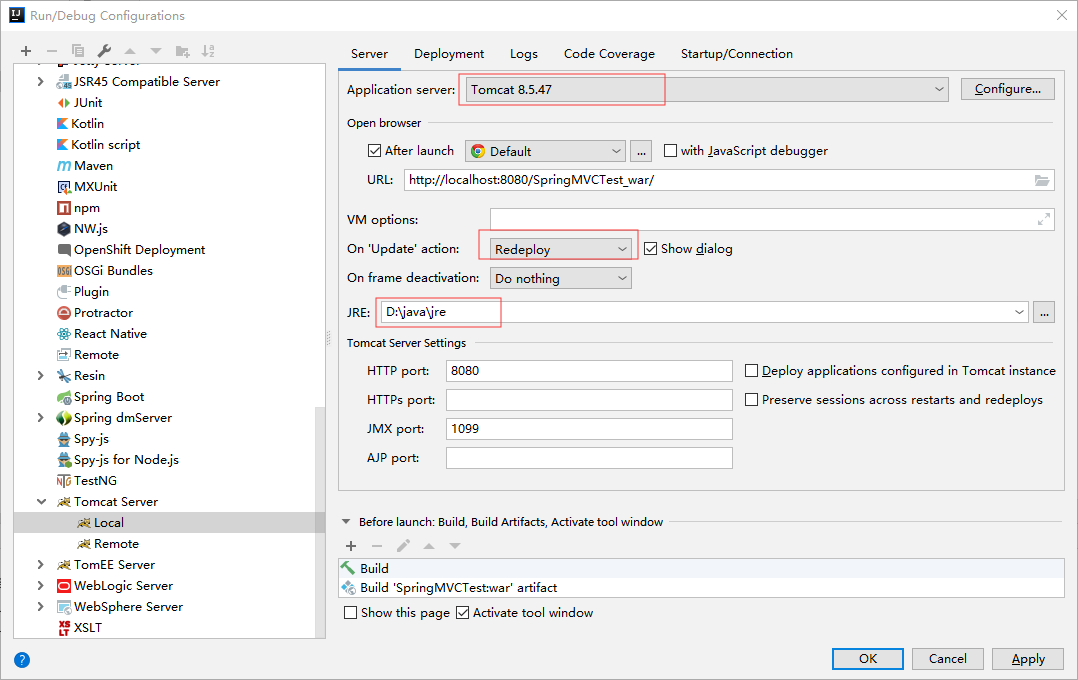 Run/Debug Configurations
JSR45 Compatible Server
JUnit
Kotlin
Kotlin script
Maven
MXUnit
npm
NW.js
OpenShift Deployment
OSGi Bundles
Plugin
Protractor
React Native
Remote
Resin
Spring Boot
Spring dmServer
Spy-js
Spy-js for Node.js
TestNG
Tomcat Server
Local
Remote
TomEE Server
WebLogic Server
WebSphere Server
XSLT
Server Deployment Logs Code Coverage Startup/Connection
Application server: Tomcat 8.5.47 Configure...
Open browser
After launch Default ... with JavaScript debugger
URL: http://localhost:8080/SpringMVCTest_war/
VM options:
On 'Update' action: Redeploy Show dialog
On frame deactivation: Do nothing
JRE: D:\java\jre ...
Tomcat Server Settings
HTTP port: 8080 Deploy applications configured in Tomcat instance
HTTPs port: Preserve sessions across restarts and redeploys
JMX port: 1099
AJP port:
Before launch: Build, Build Artifacts, Activate tool window
Build
Build 'SpringMVCTest:war' artifact
Show this page Activate tool window
? OK Cancel Apply